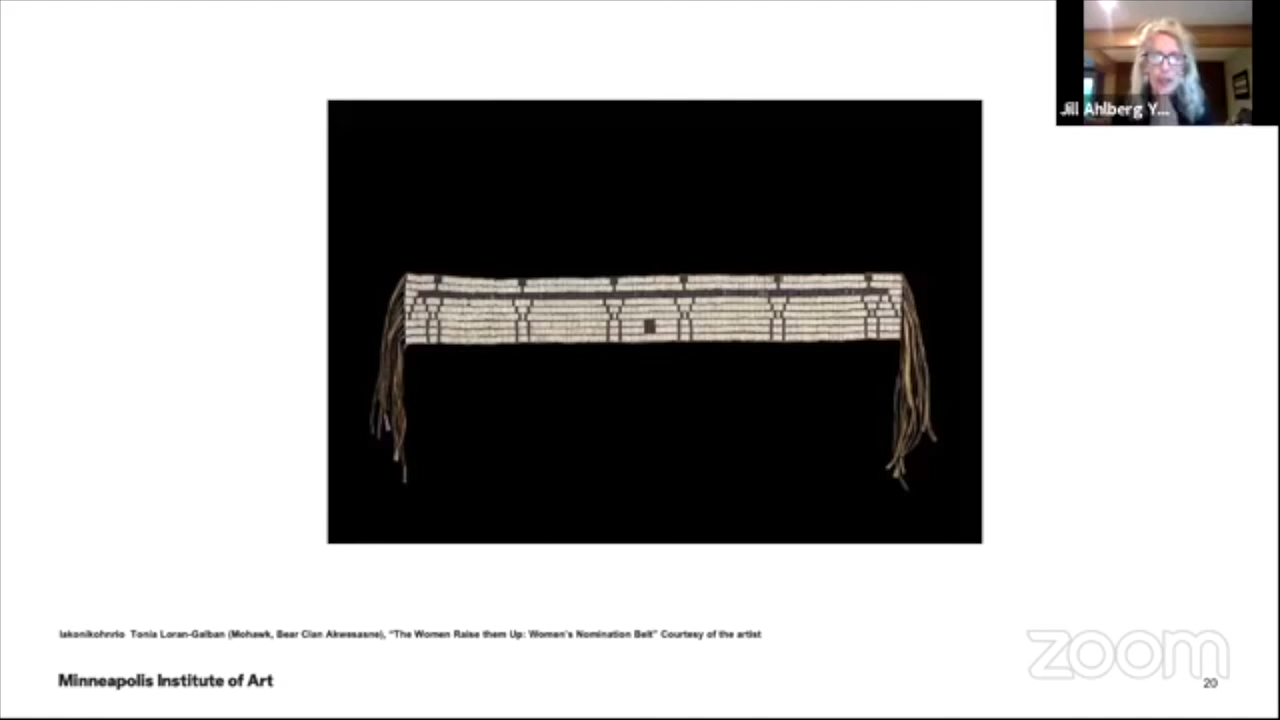 Jill Ahlberg Y...
Iakonikohnrio Tonia Loran-Galban (Mohawk, Bear Clan Akwesasne), "The Women Raise them Up: Women's Nomination Belt" Courtesy of the artist
Minneapolis Institute of Art
zoom
20